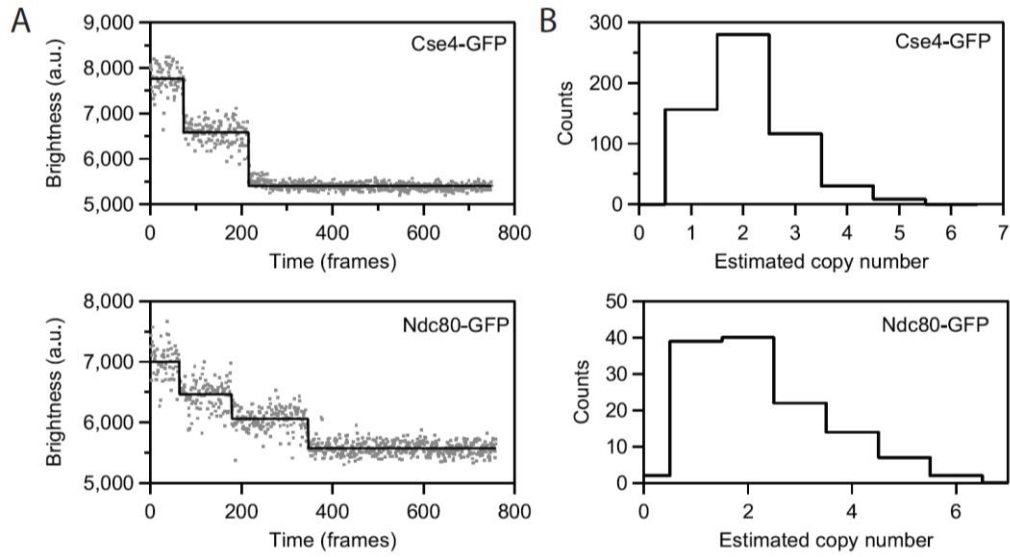 A
9,000
8,000
7,000
6,000
5,000
Brightness (a.u.)
Cse4-GFP
0 200 400 600 800
Time (frames)
B
300
200
100
0
Counts
Cse4-GFP
0 1 2 3 4 5 6 7
Estimated copy number
8,000
7,000
6,000
5,000
Brightness (a.u.)
Ndc80-GFP
0 200 400 600 800
Time (frames)
50
40
30
20
10
0
Counts
Ndc80-GFP
0 2 4 6
Estimated copy number